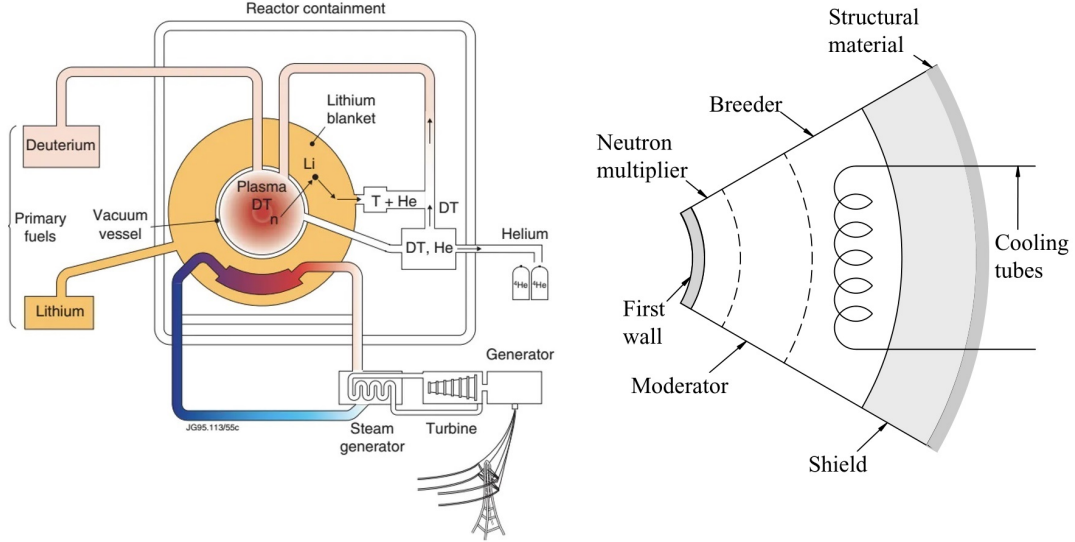 Reactor containment
Deuterium
Primary
fuels
Lithium
Vacuum
vessel
Lithium
blanket
Li
Plasma
DT
n
T + He
DT
DT, He
Helium
⁴He
⁴He
Generator
Steam
generator
Turbine
JG95.113/55c
Structural
material
Breeder
Neutron
multiplier
Cooling
tubes
First
wall
Moderator
Shield